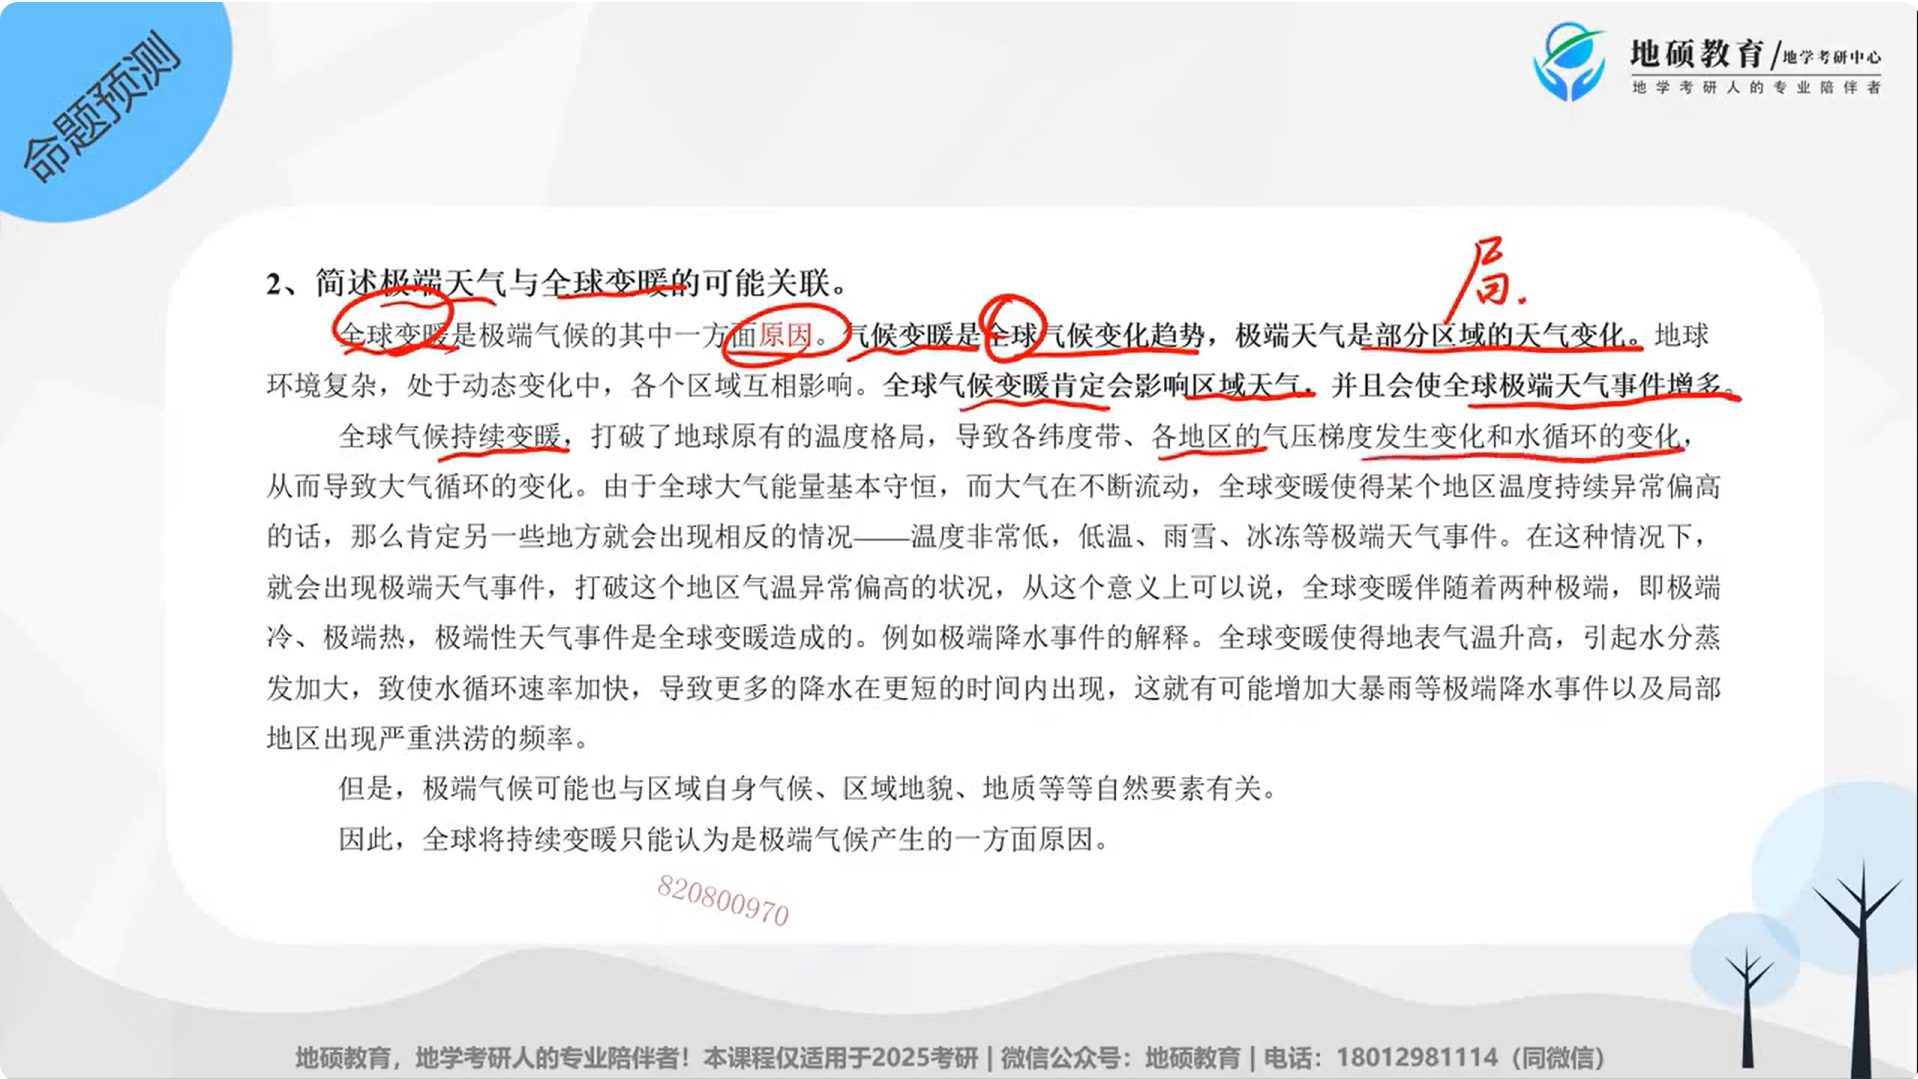 命题预测
地硕教育/地学考研中心
地学考研人的专业陪伴者
局.
2、简述极端天气与全球变暖的可能关联。
全球变暖是极端气候的其中一方面原因。气候变暖是全球气候变化趋势，极端天气是部分区域的天气变化。地球
环境复杂，处于动态变化中，各个区域互相影响。全球气候变暖肯定会影响区域天气，并且会使全球极端天气事件增多。
全球气候持续变暖，打破了地球原有的温度格局，导致各纬度带、各地区的气压梯度发生变化和水循环的变化，
从而导致大气循环的变化。由于全球大气能量基本守恒，而大气在不断流动，全球变暖使得某个地区温度持续异常偏高
的话，那么肯定另一些地方就会出现相反的情况——温度非常低，低温、雨雪、冰冻等极端天气事件。在这种情况下，
就会出现极端天气事件，打破这个地区气温异常偏高的状况，从这个意义上可以说，全球变暖伴随着两种极端，即极端
冷、极端热，极端性天气事件是全球变暖造成的。例如极端降水事件的解释。全球变暖使得地表气温升高，引起水分蒸
发加大，致使水循环速率加快，导致更多的降水在更短的时间内出现，这就有可能增加大暴雨等极端降水事件以及局部
地区出现严重洪涝的频率。
但是，极端气候可能也与区域自身气候、区域地貌、地质等等自然要素有关。
因此，全球将持续变暖只能认为是极端气候产生的一方面原因。
820800970
地硕教育，地学考研人的专业陪伴者！本课程仅适用于2025考研 | 微信公众号：地硕教育 | 电话：18012981114（同微信）